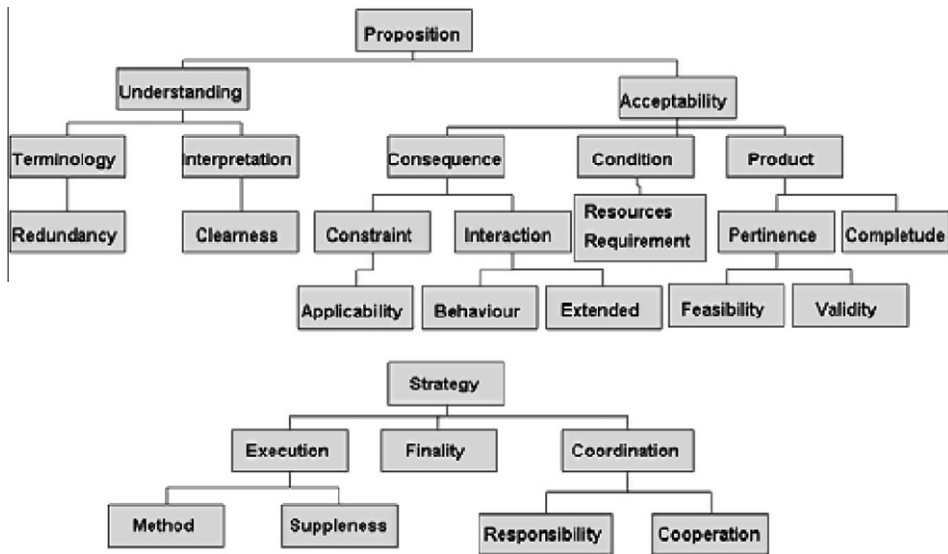 Proposition
Understanding
Acceptability
Terminology
Interpretation
Consequence
Condition
Product
Redundancy
Clearness
Constraint
Interaction
Resources
Requirement
Pertinence
Completude
Applicability
Behaviour
Extended
Feasibility
Validity
Strategy
Execution
Finality
Coordination
Method
Suppleness
Responsibility
Cooperation